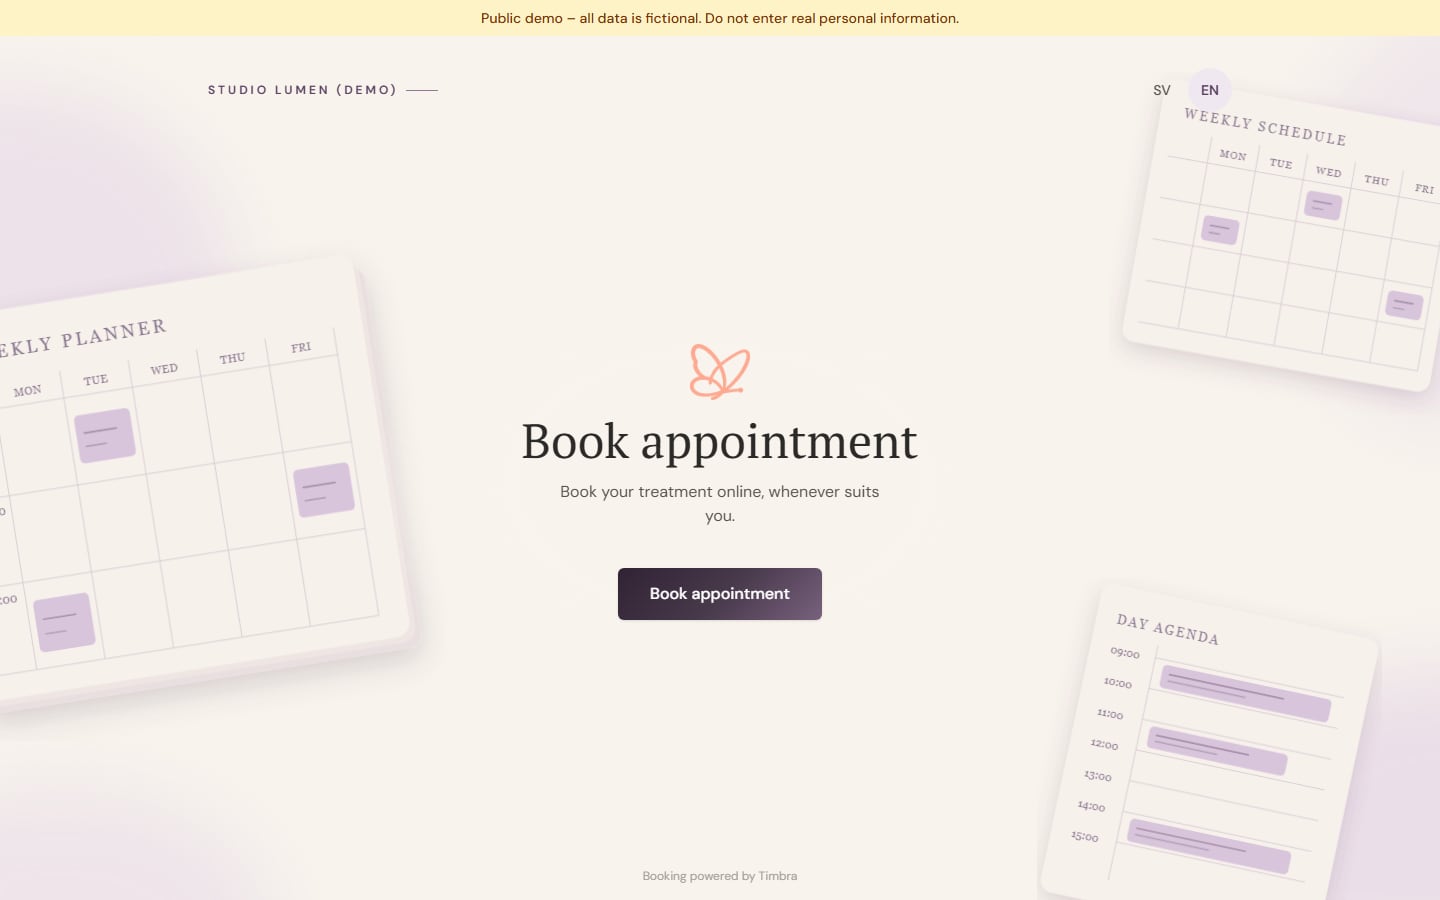 Public demo – all data is fictional. Do not enter real personal information.
STUDIO LUMEN (DEMO)
SV EN
WEEKLY SCHEDULE
MON TUE WED THU FRI
EKLY PLANNER
MON TUE WED THU FRI
:00
Book appointment
Book your treatment online, whenever suits
you.
Book appointment
DAY AGENDA
09:00
10:00
11:00
12:00
13:00
14:00
15:00
Booking powered by Timbra